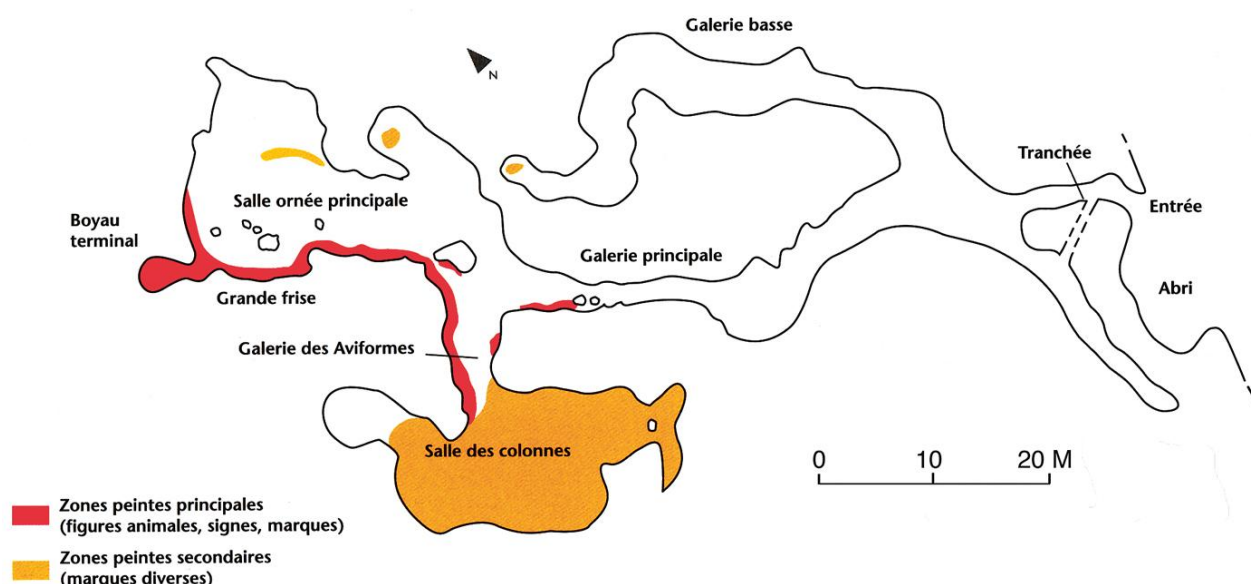 Galerie basse
N
Tranchée
Entrée
Salle ornée principale
Boyau
terminal
Galerie principale
Abri
Grande frise
Galerie des Aviformes
Salle des colonnes
0 10 20 M
Zones peintes principales
(figures animales, signes, marques)
Zones peintes secondaires
(marques diverses)